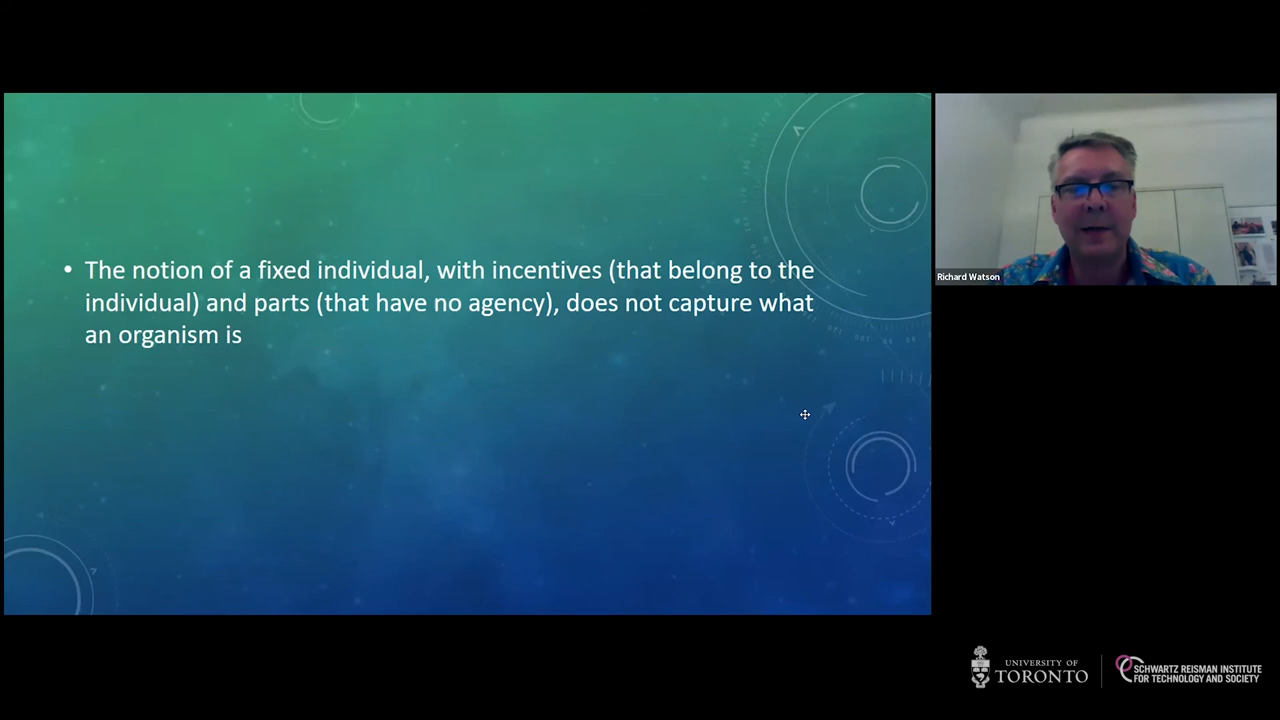 • The notion of a fixed individual, with incentives (that belong to the
individual) and parts (that have no agency), does not capture what
an organism is
Richard Watson
UNIVERSITY OF
TORONTO
SCHWARTZ REISMAN INSTITUTE
FOR TECHNOLOGY AND SOCIETY